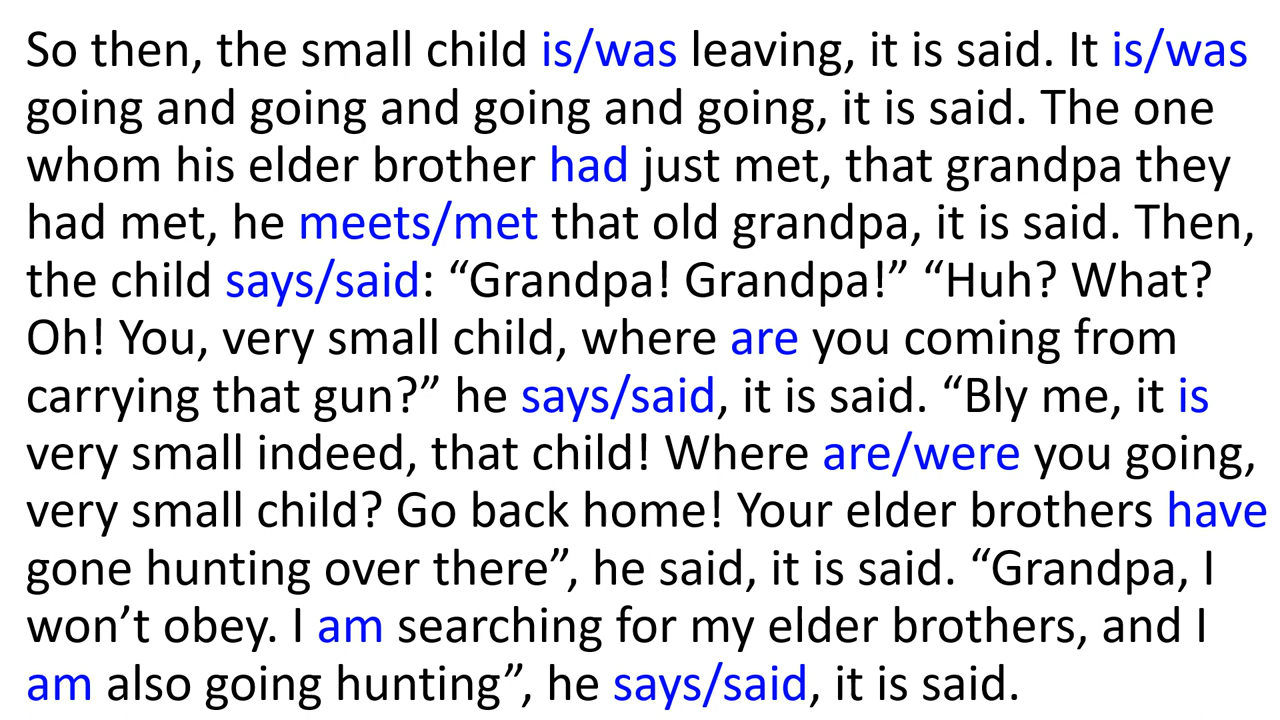 So then, the small child is/was leaving, it is said. It is/was
going and going and going and going, it is said. The one
whom his elder brother had just met, that grandpa they
had met, he meets/met that old grandpa, it is said. Then,
the child says/said: “Grandpa! Grandpa!” “Huh? What?
Oh! You, very small child, where are you coming from
carrying that gun?” he says/said, it is said. “Bly me, it is
very small indeed, that child! Where are/were you going,
very small child? Go back home! Your elder brothers have
gone hunting over there”, he said, it is said. “Grandpa, I
won’t obey. I am searching for my elder brothers, and I
am also going hunting”, he says/said, it is said.